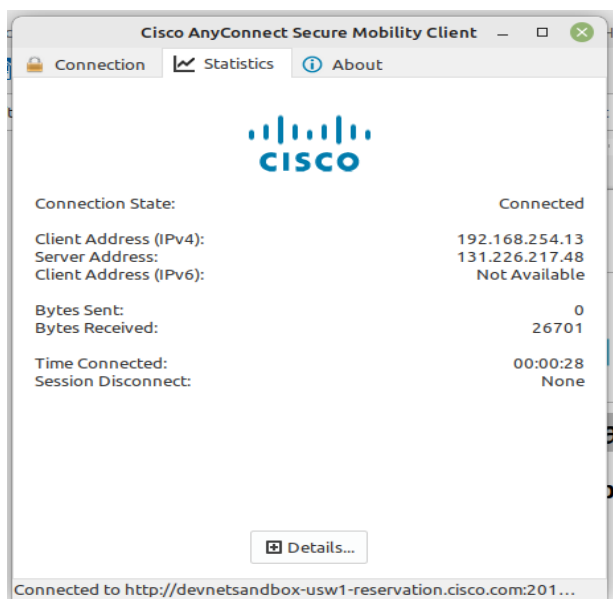 Cisco AnyConnect Secure Mobility Client
Connection Statistics About
CISCO
Connection State: Connected
Client Address (IPv4): 192.168.254.13
Server Address: 131.226.217.48
Client Address (IPv6): Not Available
Bytes Sent: 0
Bytes Received: 26701
Time Connected: 00:00:28
Session Disconnect: None
Details...
Connected to http://devnetsandbox-usw1-reservation.cisco.com:201...